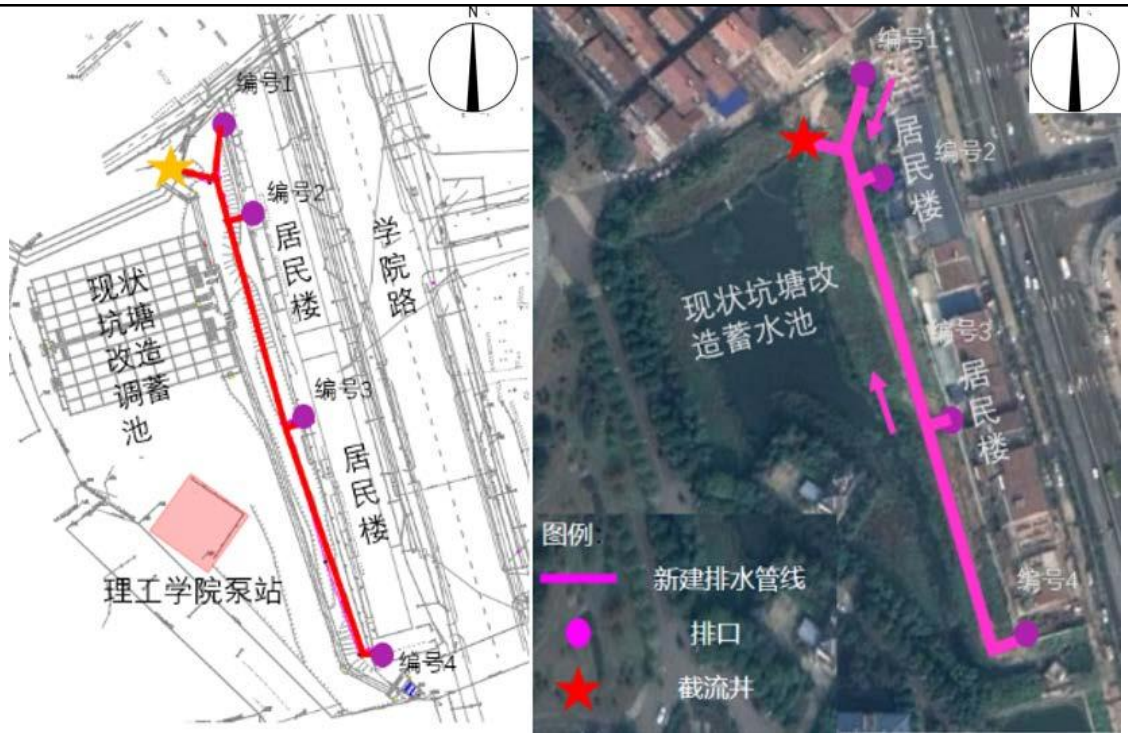 N
编号1
编号2
居
民
楼
学
院
路
现状
坑塘
改造
调蓄
池
编号3
居
民
楼
理工学院泵站
编号4
N
编号1
居
民
楼
编号2
现状坑塘改
造蓄水池
编号3
居
民
楼
编号4
图例
新建排水管线
排口
截流井